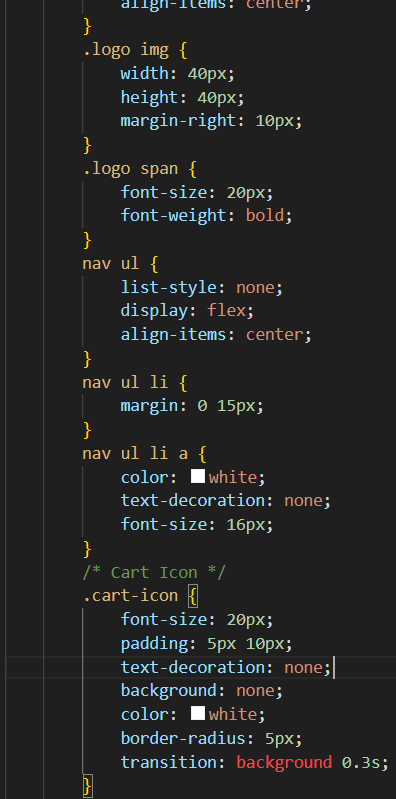 align-items: center;
}
.logo img {
width: 40px;
height: 40px;
margin-right: 10px;
}
.logo span {
font-size: 20px;
font-weight: bold;
}
nav ul {
list-style: none;
display: flex;
align-items: center;
}
nav ul li {
margin: 0 15px;
}
nav ul li a {
color: white;
text-decoration: none;
font-size: 16px;
}
/* Cart Icon */
.cart-icon {
font-size: 20px;
padding: 5px 10px;
text-decoration: none;
background: none;
color: white;
border-radius: 5px;
transition: background 0.3s;
}